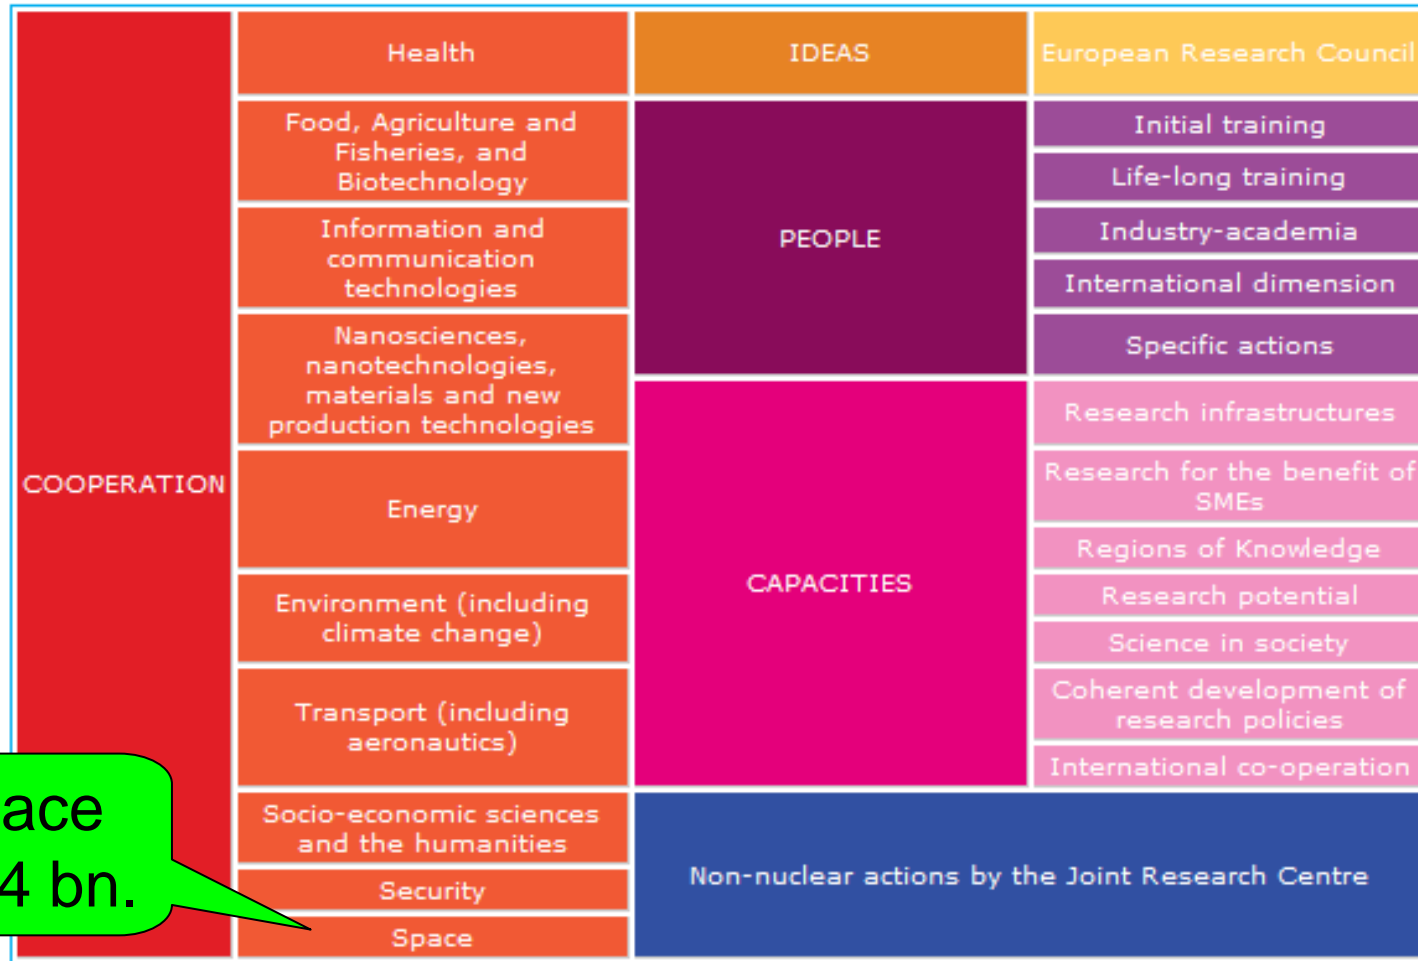 COOPERATION
Health
Food, Agriculture and
Fisheries, and
Biotechnology
Information and
communication
technologies
Nanosciences,
nanotechnologies,
materials and new
production technologies
Energy
Environment (including
climate change)
Transport (including
aeronautics)
Socio-economic sciences
and the humanities
Security
Space
IDEAS
European Research Council
PEOPLE
Initial training
Life-long training
Industry-academia
International dimension
Specific actions
CAPACITIES
Research infrastructures
Research for the benefit of
SMEs
Regions of Knowledge
Research potential
Science in society
Coherent development of
research policies
International co-operation
Non-nuclear actions by the Joint Research Centre
ace
4 bn.